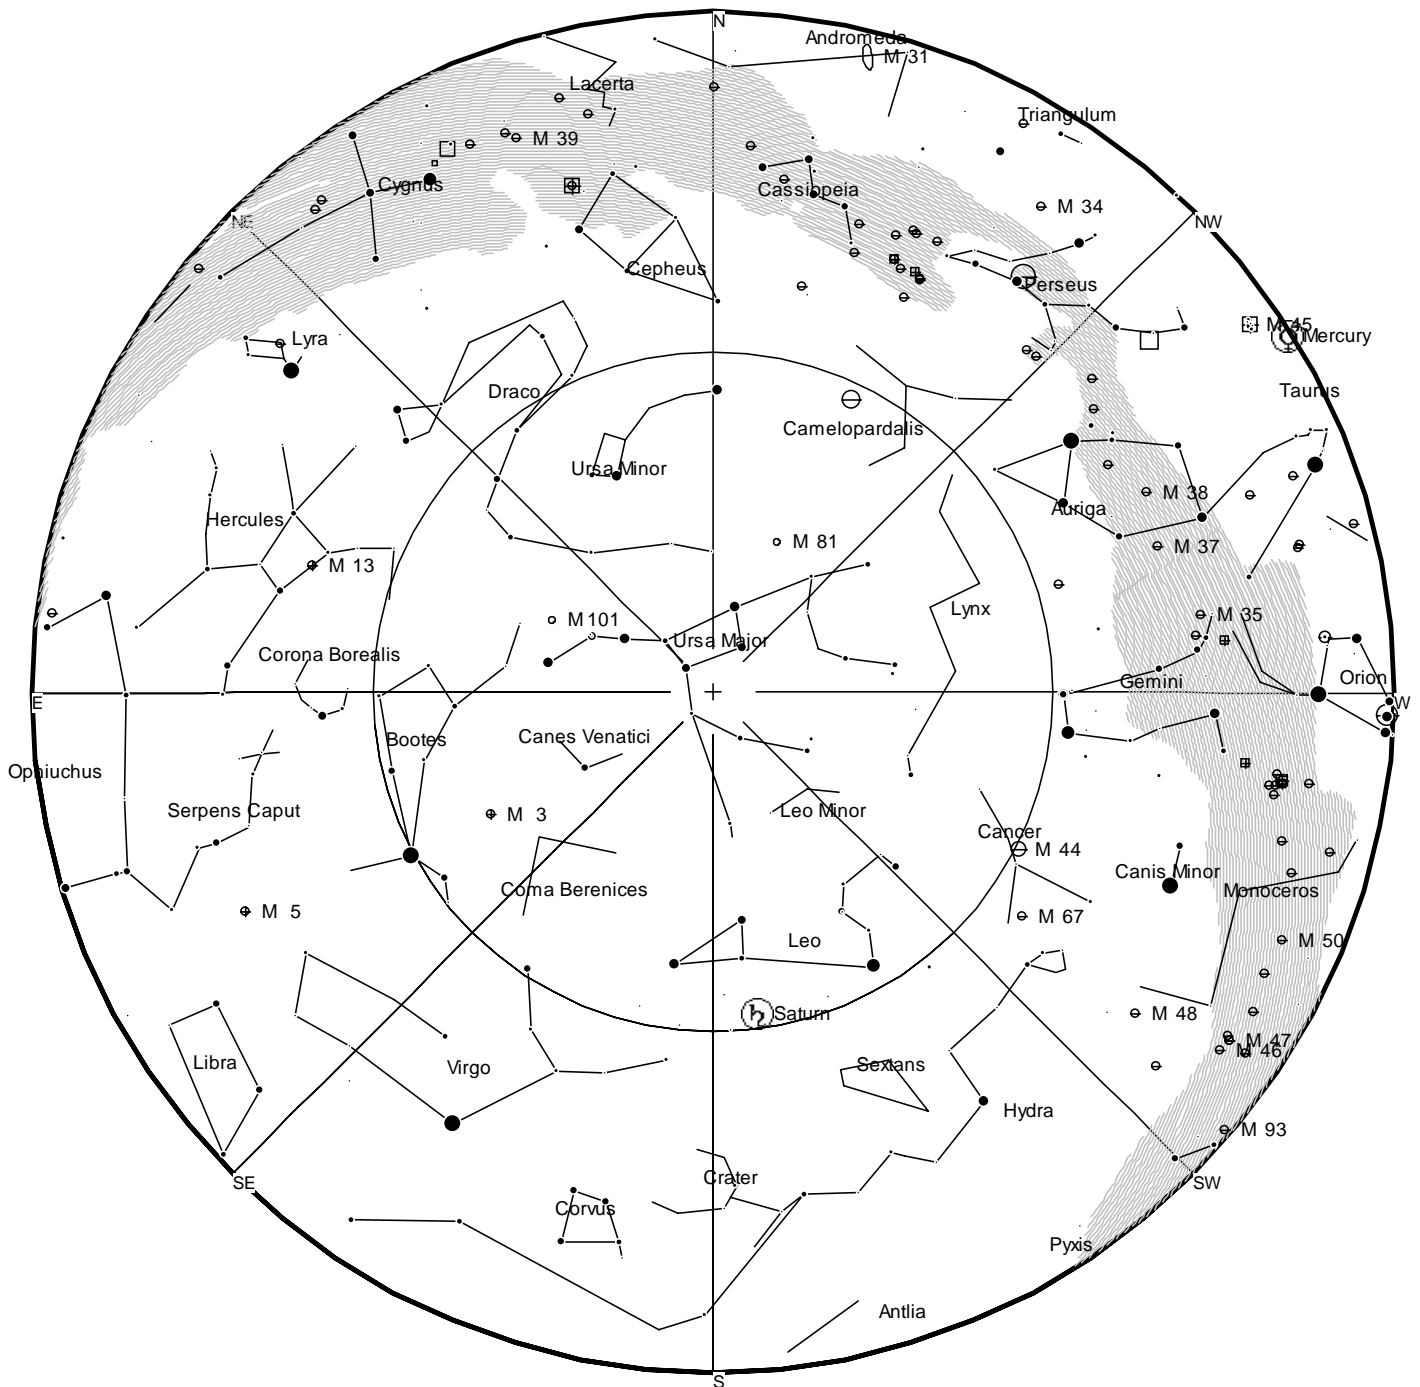 N
Andromeda
M 31
Lacerta
Triangulum
M 39
Cygnus
Cassiopeia
M 34
NE
NW
Cepheus
Perseus
M 45
Mercury
Lyra
Draco
Taurus
Camelopardalis
Ursa Minor
M 38
Auriga
Hercules
M 81
M 37
M 13
Lynx
M 35
M101
Ursa Major
Corona Borealis
Gemini
Orion
E
W
Bootes
Canes Venatici
Ophiuchus
Serpens Caput
M 3
Leo Minor
Cancer
M 44
Canis Minor
Coma Berenices
Monoceros
M 5
M 67
Leo
M 50
Saturn
M 48
M 47
M 46
Libra
Virgo
Sextans
Hydra
M 93
Crater
SE
SW
Corvus
Pyxis
Antlia
S